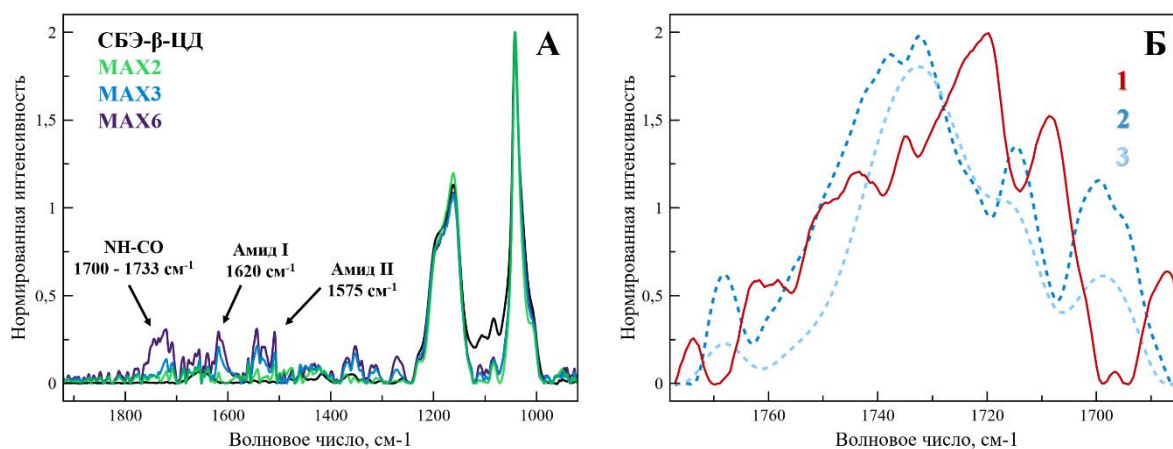 А
СБЭ-β-ЦД
MAX2
MAX3
MAX6
NH-CO
1700 - 1733 см-1
Амид I
1620 см-1
Амид II
1575 см-1
Нормированная интенсивность
2
1,5
1
0,5
0
1800
1600
1400
1200
1000
Волновое число, см-1
Б
1
2
3
Нормированная интенсивность
2
1,5
1
0,5
0
1760
1740
1720
1700
Волновое число, см-1